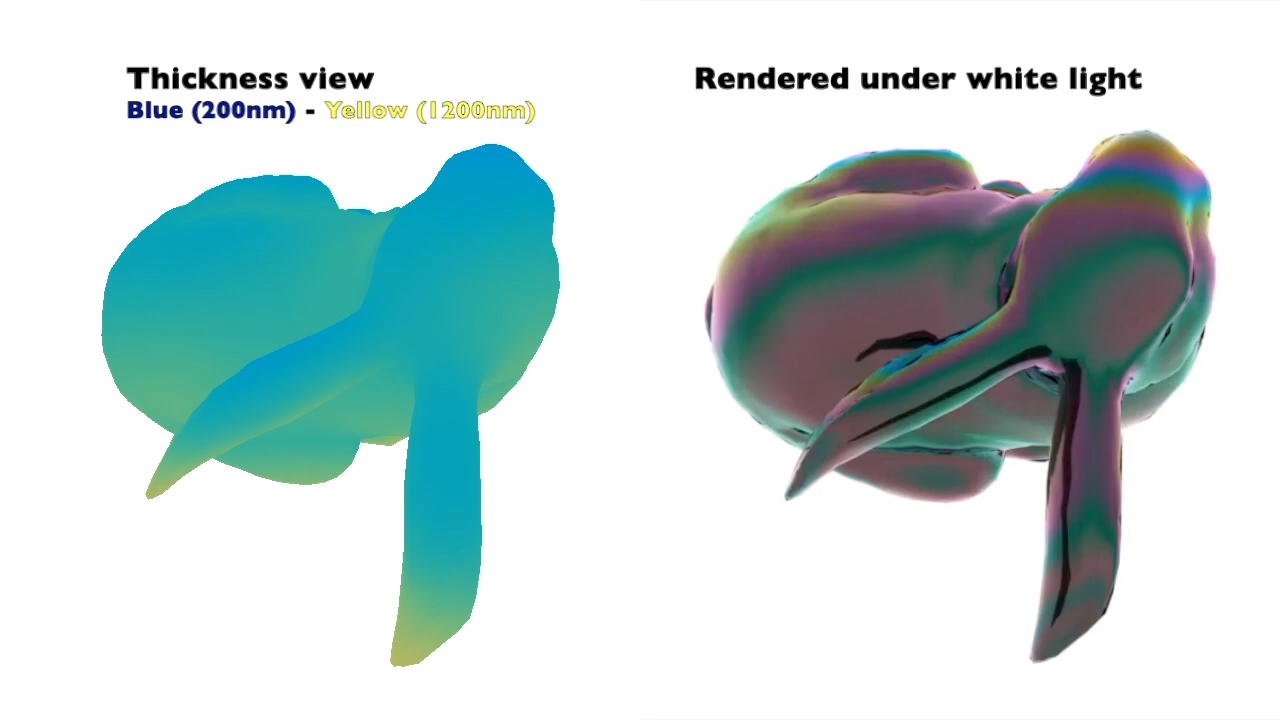 Thickness view
Blue (200nm) - Yellow (1200nm)
Rendered under white light